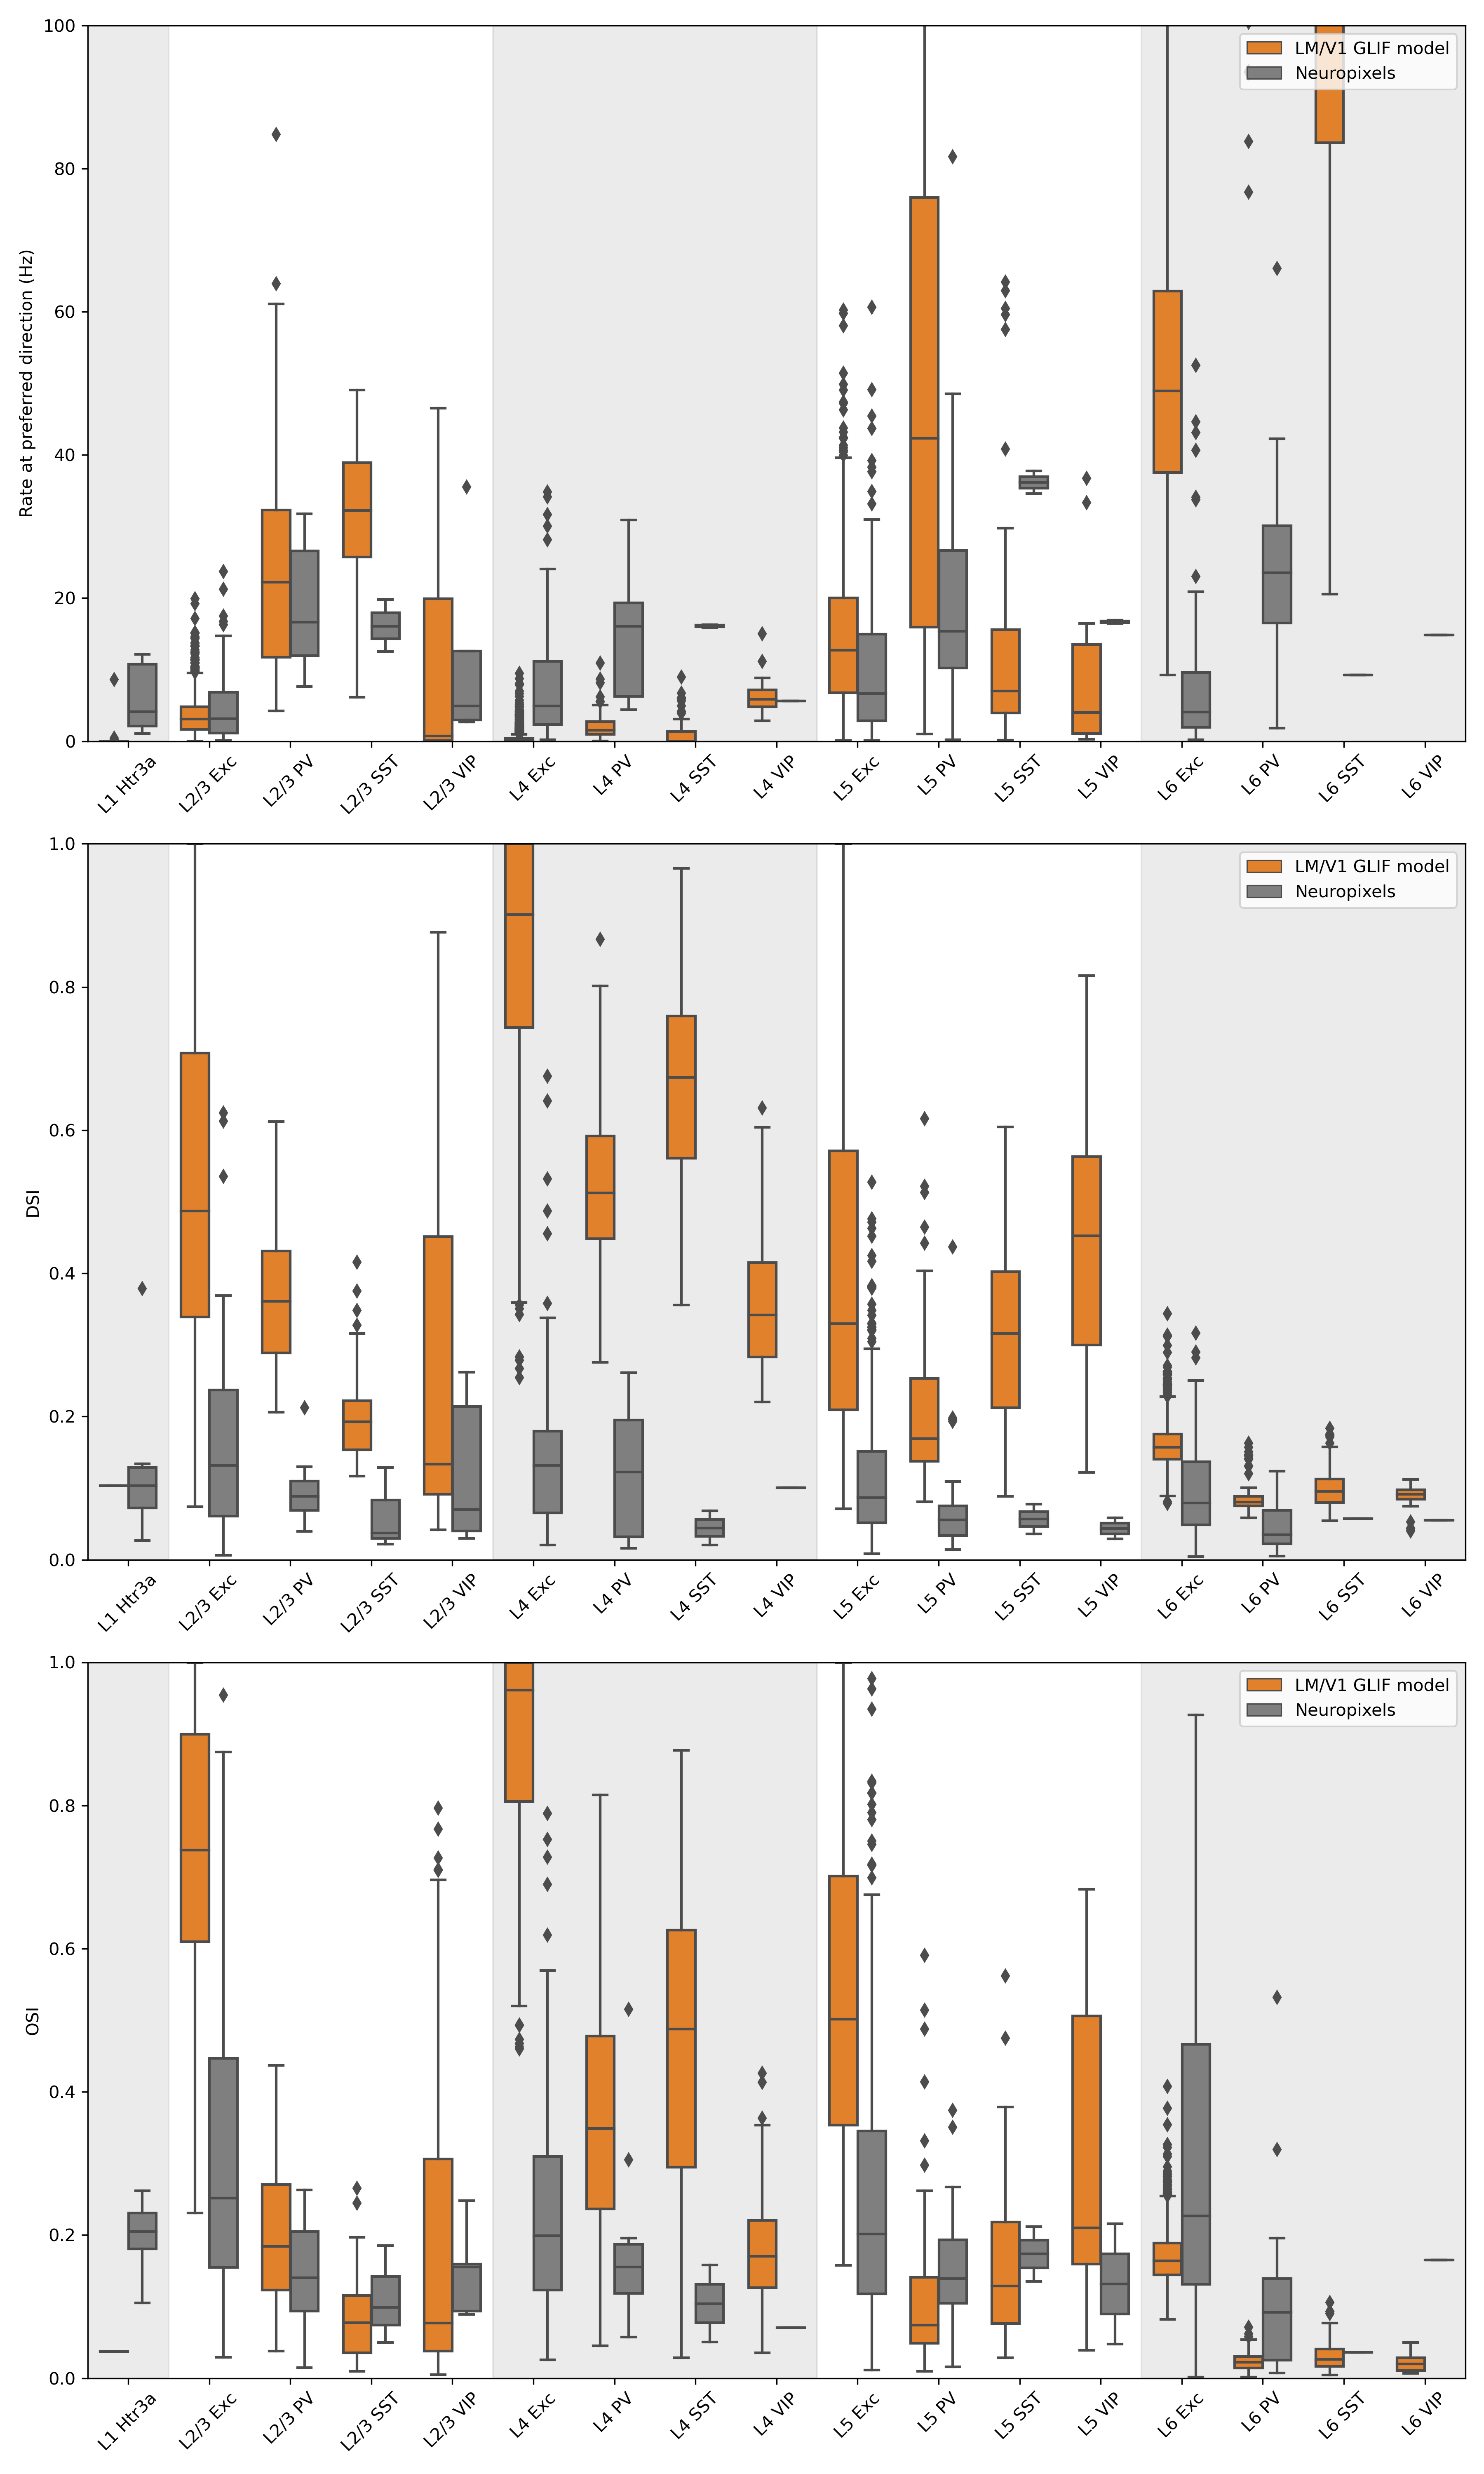 100
80
60
40
20
0
Rate at preferred direction (Hz)
LM/V1 GLIF model
Neuropixels
L1 Htr3a
L2/3 Exc
L2/3 PV
L2/3 SST
L2/3 VIP
L4 Exc
L4 PV
L4 SST
L4 VIP
L5 Exc
L5 PV
L5 SST
L5 VIP
L6 Exc
L6 PV
L6 SST
L6 VIP
1.0
0.8
0.6
0.4
0.2
0.0
DSI
LM/V1 GLIF model
Neuropixels
L1 Htr3a
L2/3 Exc
L2/3 PV
L2/3 SST
L2/3 VIP
L4 Exc
L4 PV
L4 SST
L4 VIP
L5 Exc
L5 PV
L5 SST
L5 VIP
L6 Exc
L6 PV
L6 SST
L6 VIP
1.0
0.8
0.6
0.4
0.2
0.0
OSI
LM/V1 GLIF model
Neuropixels
L1 Htr3a
L2/3 Exc
L2/3 PV
L2/3 SST
L2/3 VIP
L4 Exc
L4 PV
L4 SST
L4 VIP
L5 Exc
L5 PV
L5 SST
L5 VIP
L6 Exc
L6 PV
L6 SST
L6 VIP